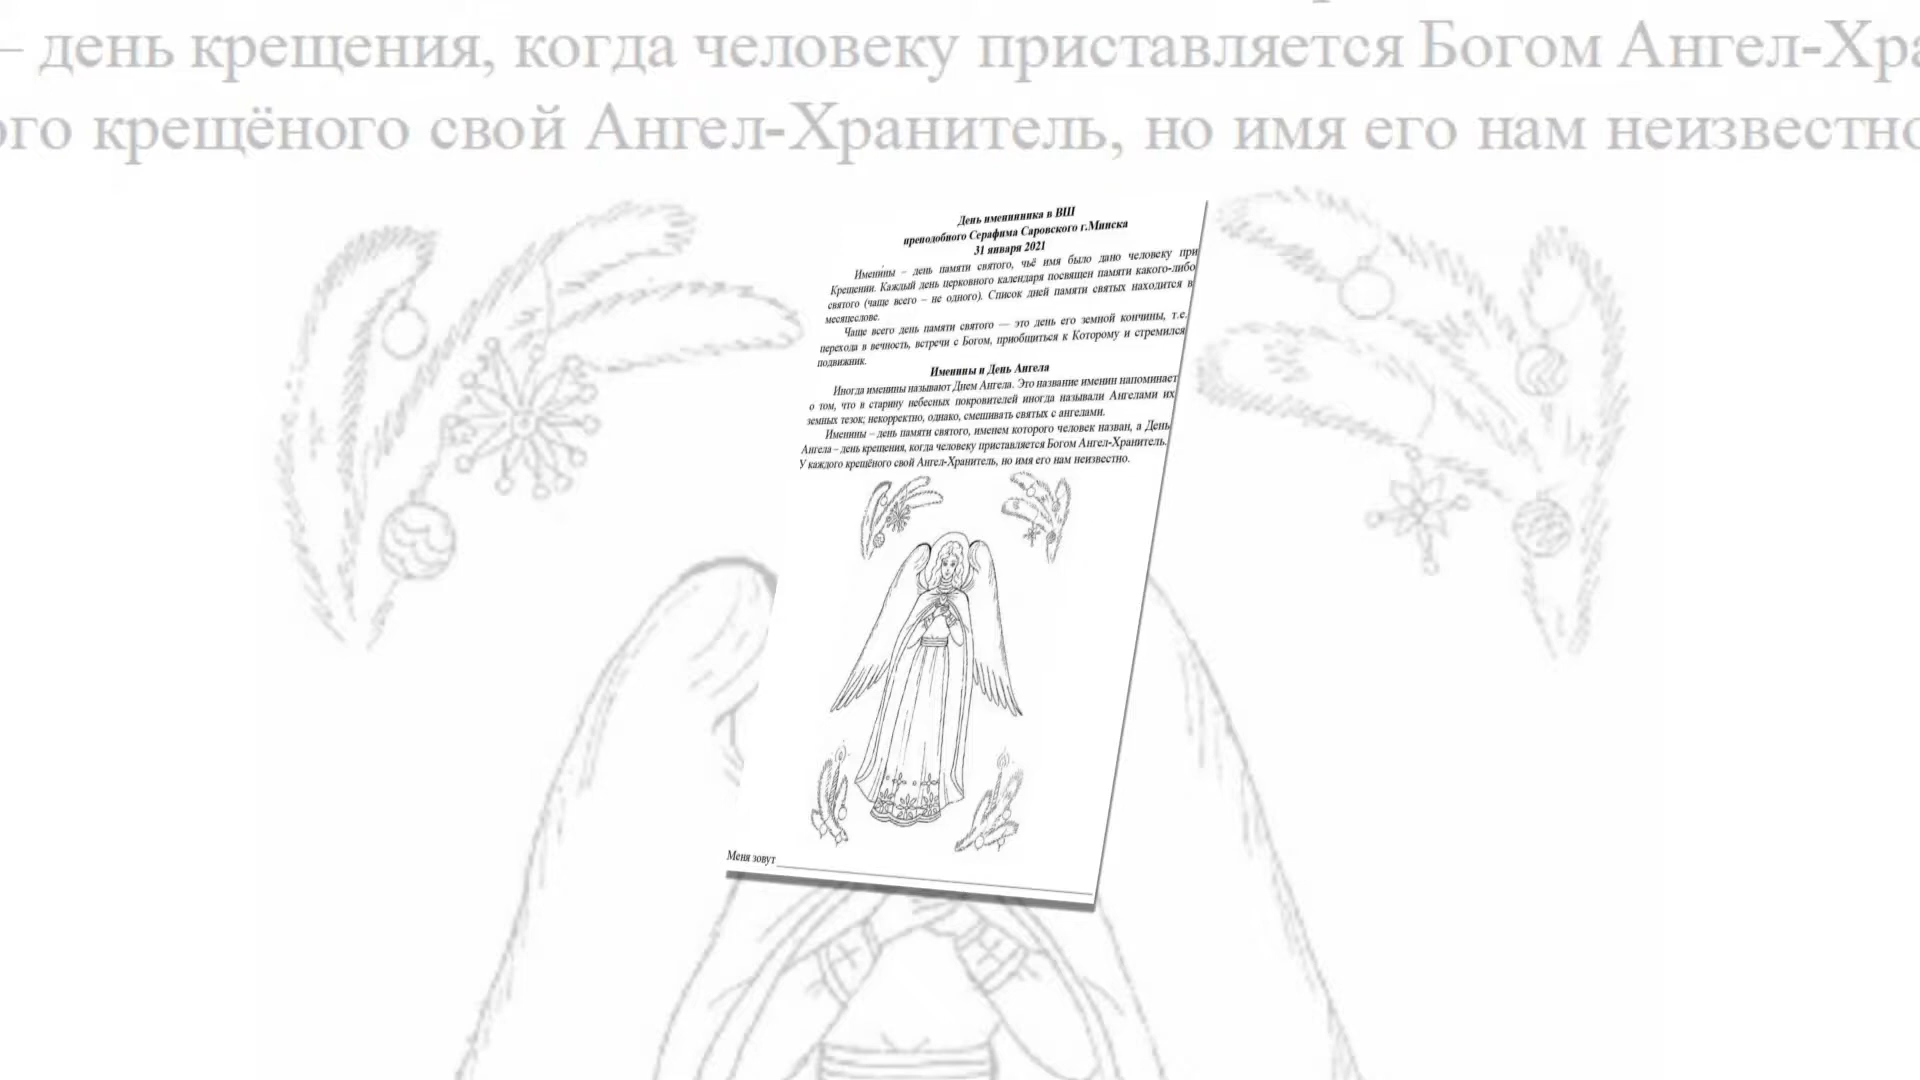 – день крещения, когда человеку приставляется Богом Ангел-Хра
ого крещёного свой Ангел-Хранитель, но имя его нам неизвестно
День именинника в ВШ
преподобного Серафима Саровского г.Минска
31 января 2021
Имени́ны – день памяти святого, чьё имя было дано человеку при
Крещении. Каждый день церковного календаря посвящен памяти какого-либо
святого (чаще всего – не одного). Список дней памяти святых находится в
месяцеслове.
Чаще всего день памяти святого — это день его земной кончины, т.е.
перехода в вечность, встречи с Богом, приобщиться к Которому и стремился
подвижник.
Именины и День Ангела
Иногда именины называют Днем Ангела. Это название именин напоминает
о том, что в старину небесных покровителей иногда называли Ангелами их
земных тезок; некорректно, однако, смешивать святых с ангелами.
Именины – день памяти святого, именем которого человек назван, а День
Ангела – день крещения, когда человеку приставляется Богом Ангел-Хранитель.
У каждого крещёного свой Ангел-Хранитель, но имя его нам неизвестно.
Меня зовут